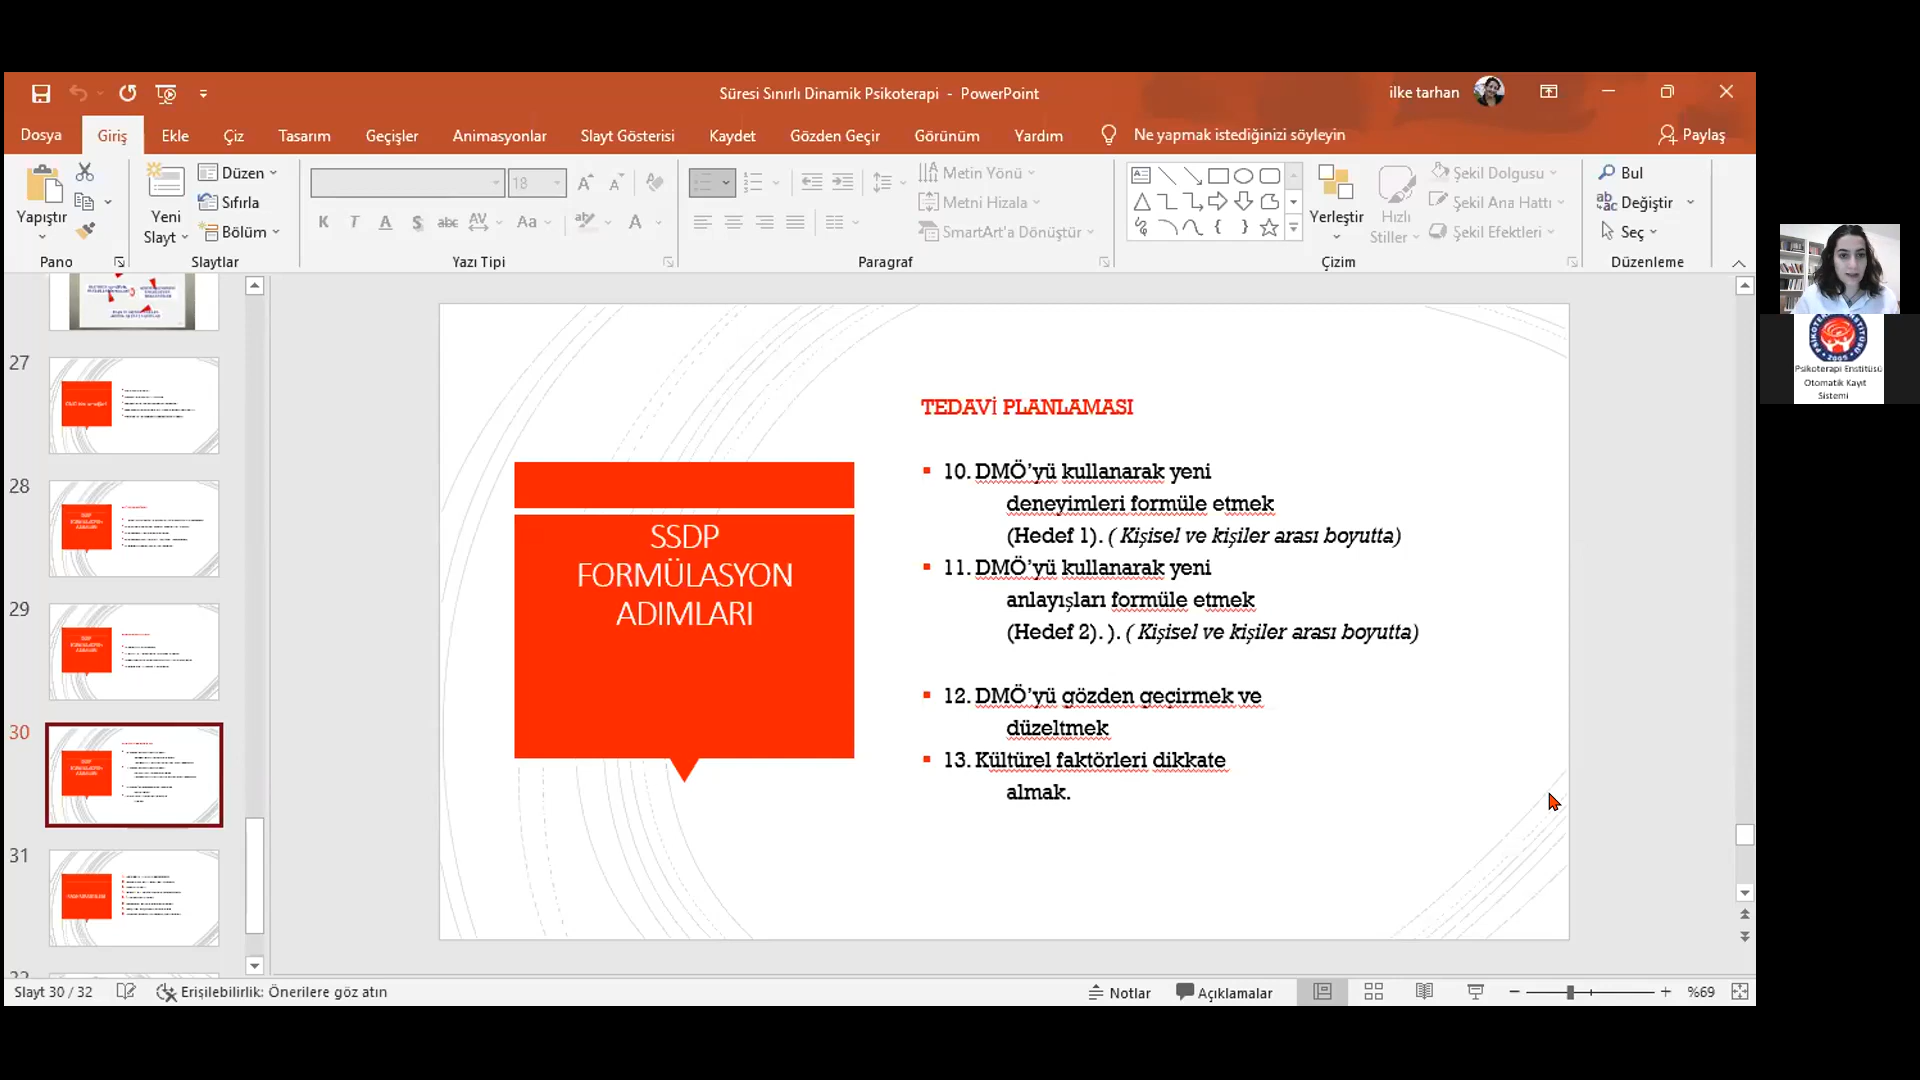 Süresi Sınırlı Dinamik Psikoterapi - PowerPoint
ilke tarhan
Dosya Giriş Ekle Çiz Tasarım Geçişler Animasyonlar Slayt Gösterisi Kaydet Gözden Geçir Görünüm Yardım Ne yapmak istediğinizi söyleyin Paylaş
Yapıştır
Yeni Slayt
Düzen
Sıfırla
Bölüm
18
K T A S abc AV Aa A
Metin Yönü
Metni Hizala
SmartArt'a Dönüştür
Yerleştir
Hızlı Stiller
Şekil Dolgusu
Şekil Ana Hattı
Şekil Efektleri
Bul
Değiştir
Seç
Pano Slaytlar Yazı Tipi Paragraf Çizim Düzenleme
27
28
29
30
31
SSDP
FORMÜLASYON
ADIMLARI
TEDAVİ PLANLAMASI
10. DMÖ'yü kullanarak yeni
deneyimleri formüle etmek
(Hedef 1). ( Kişisel ve kişiler arası boyutta)
11. DMÖ'yü kullanarak yeni
anlayışları formüle etmek
(Hedef 2). ). ( Kişisel ve kişiler arası boyutta)
12. DMÖ'yü gözden geçirmek ve
düzeltmek
13. Kültürel faktörleri dikkate
almak.
Psikoterapi Enstitüsü
Otomatik Kayıt
Sistemi
Slayt 30 / 32 Erişilebilirlik: Önerilere göz atın Notlar Açıklamalar %69